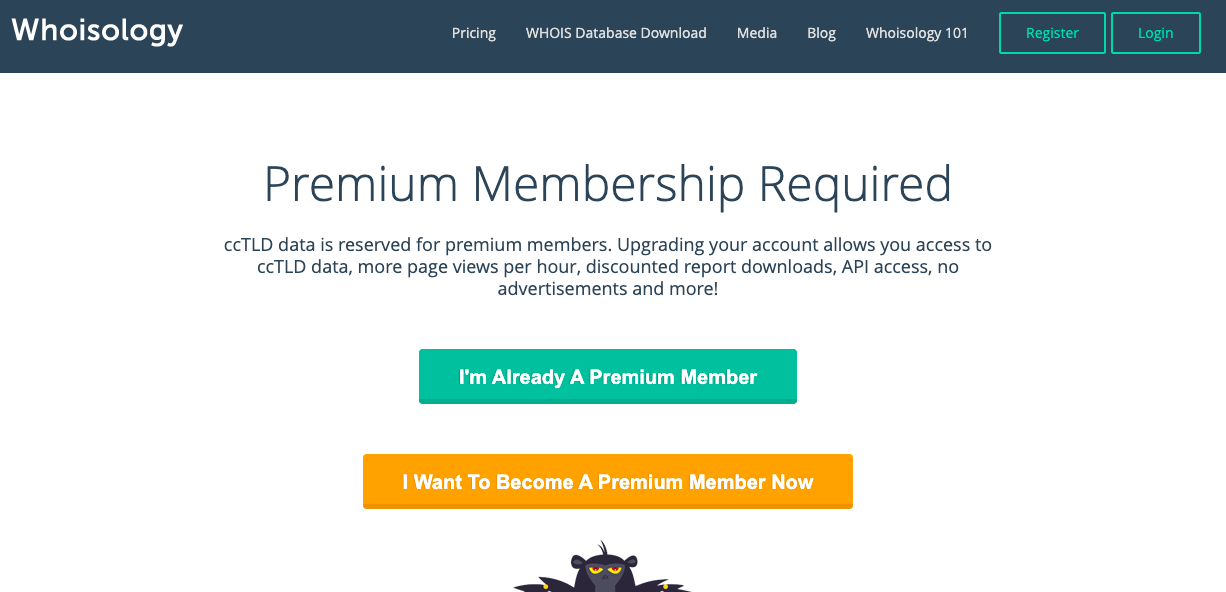 Whoisology
Pricing
WHOIS Database Download
Media
Blog
Whoisology 101
Register
Login
Premium Membership Required
ccTLD data is reserved for premium members. Upgrading your account allows you access to
ccTLD data, more page views per hour, discounted report downloads, API access, no
advertisements and more!
I'm Already A Premium Member
I Want To Become A Premium Member Now